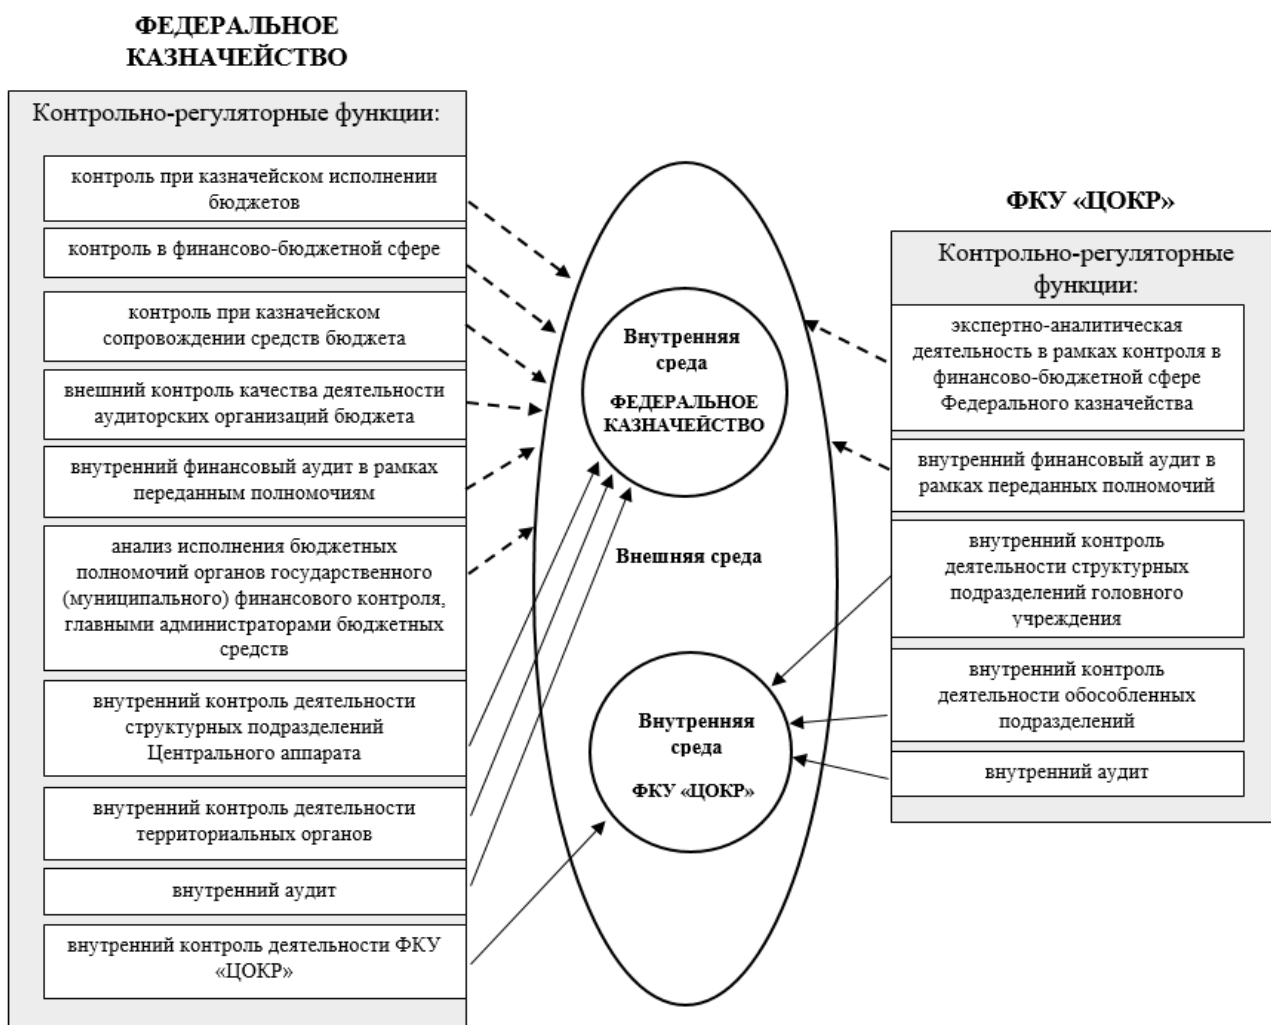 ФЕДЕРАЛЬНОЕ
КАЗНАЧЕЙСТВО
Контрольно-регуляторные функции:
контроль при казначейском исполнении
бюджетов
контроль в финансово-бюджетной сфере
контроль при казначейском
сопровождении средств бюджета
внешний контроль качества деятельности
аудиторских организаций бюджета
внутренний финансовый аудит в рамках
переданным полномочиям
анализ исполнения бюджетных
полномочий органов государственного
(муниципального) финансового контроля,
главными администраторами бюджетных
средств
внутренний контроль деятельности
структурных подразделений
Центрального аппарата
внутренний контроль деятельности
территориальных органов
внутренний аудит
внутренний контроль деятельности ФКУ
«ЦОКР»
Внутренняя
среда
ФЕДЕРАЛЬНОЕ
КАЗНАЧЕЙСТВО
Внешняя среда
Внутренняя
среда
ФКУ «ЦОКР»
ФКУ «ЦОКР»
Контрольно-регуляторные
функции:
экспертно-аналитическая
деятельность в рамках контроля в
финансово-бюджетной сфере
Федерального казначейства
внутренний финансовый аудит в
рамках переданных полномочий
внутренний контроль
деятельности структурных
подразделений головного
учреждения
внутренний контроль
деятельности обособленных
подразделений
внутренний аудит